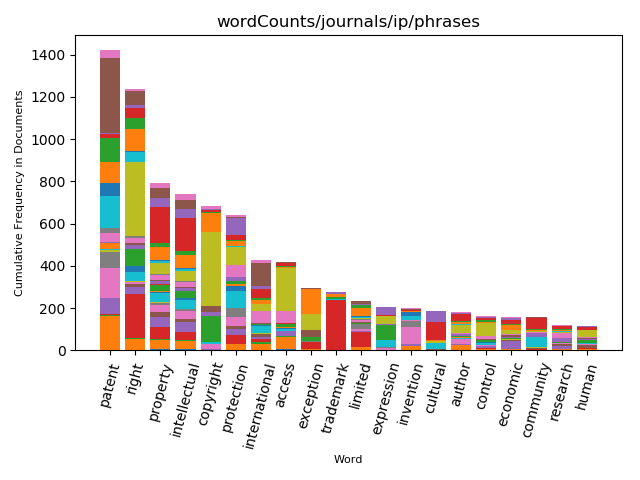 wordCounts/journals/ip/phrases
Cumulative Frequency in Documents
1400
1200
1000
800
600
400
200
0
patent
right
property
intellectual
copyright
protection
international
access
exception
trademark
limited
expression
invention
cultural
author
control
economic
community
research
human
Word